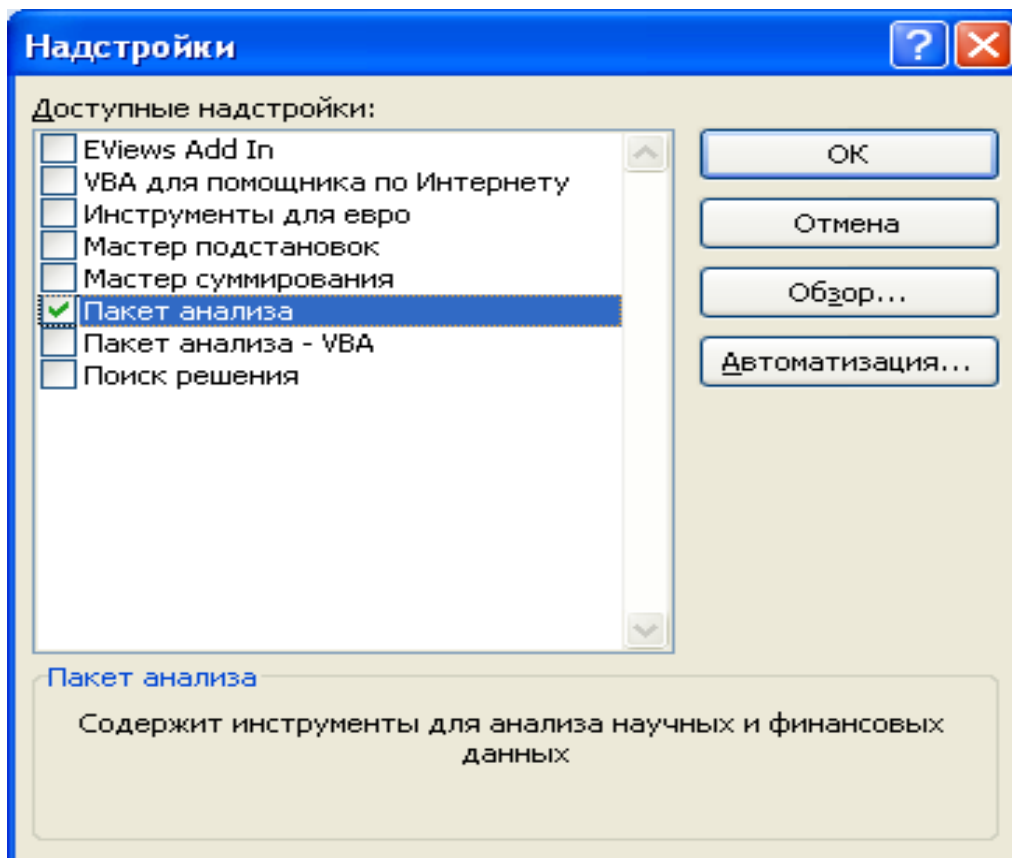 Надстройки
Доступные надстройки:
EViews Add In
VBA для помощника по Интернету
Инструменты для евро
Мастер подстановок
Мастер суммирования
Пакет анализа
Пакет анализа - VBA
Поиск решения
ОК
Отмена
Обзор...
Автоматизация...
Пакет анализа
Содержит инструменты для анализа научных и финансовых
данных